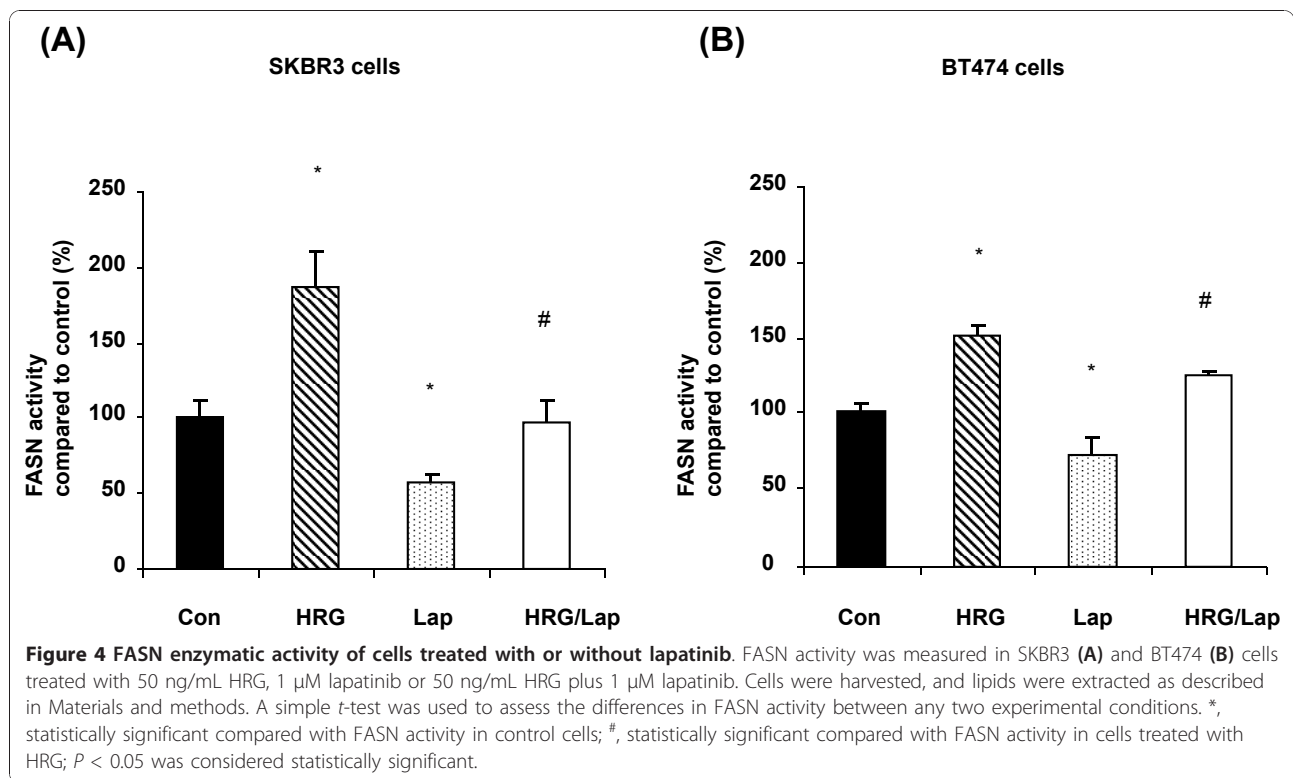 (A)
SKBR3 cells
*
250
200
150
100
50
0
FASN activity
compared to control (%)
*
#
Con HRG Lap HRG/Lap
(B)
BT474 cells
250
200
150
100
50
0
FASN activity
compared to control (%)
*
*
#
Con HRG Lap HRG/Lap
Figure 4 FASN enzymatic activity of cells treated with or without lapatinib. FASN activity was measured in SKBR3 (A) and BT474 (B) cells
treated with 50 ng/mL HRG, 1 μM lapatinib or 50 ng/mL HRG plus 1 μM lapatinib. Cells were harvested, and lipids were extracted as described
in Materials and methods. A simple t-test was used to assess the differences in FASN activity between any two experimental conditions. *,
statistically significant compared with FASN activity in control cells; #, statistically significant compared with FASN activity in cells treated with
HRG; P < 0.05 was considered statistically significant.